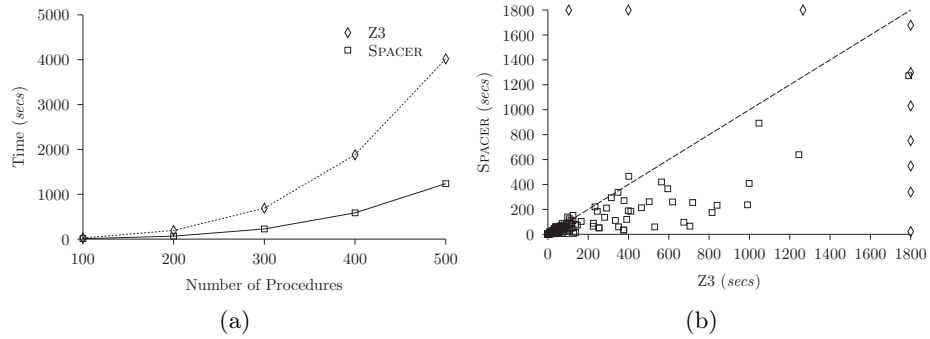 5000
4000
3000
2000
1000
0
100 200 300 400 500
Time (secs)
Number of Procedures
Z3
SPACER
(a)
1800
1600
1400
1200
1000
800
600
400
200
0
0 200 400 600 800 1000 1200 1400 1600 1800
SPACER (secs)
Z3 (secs)
(b)